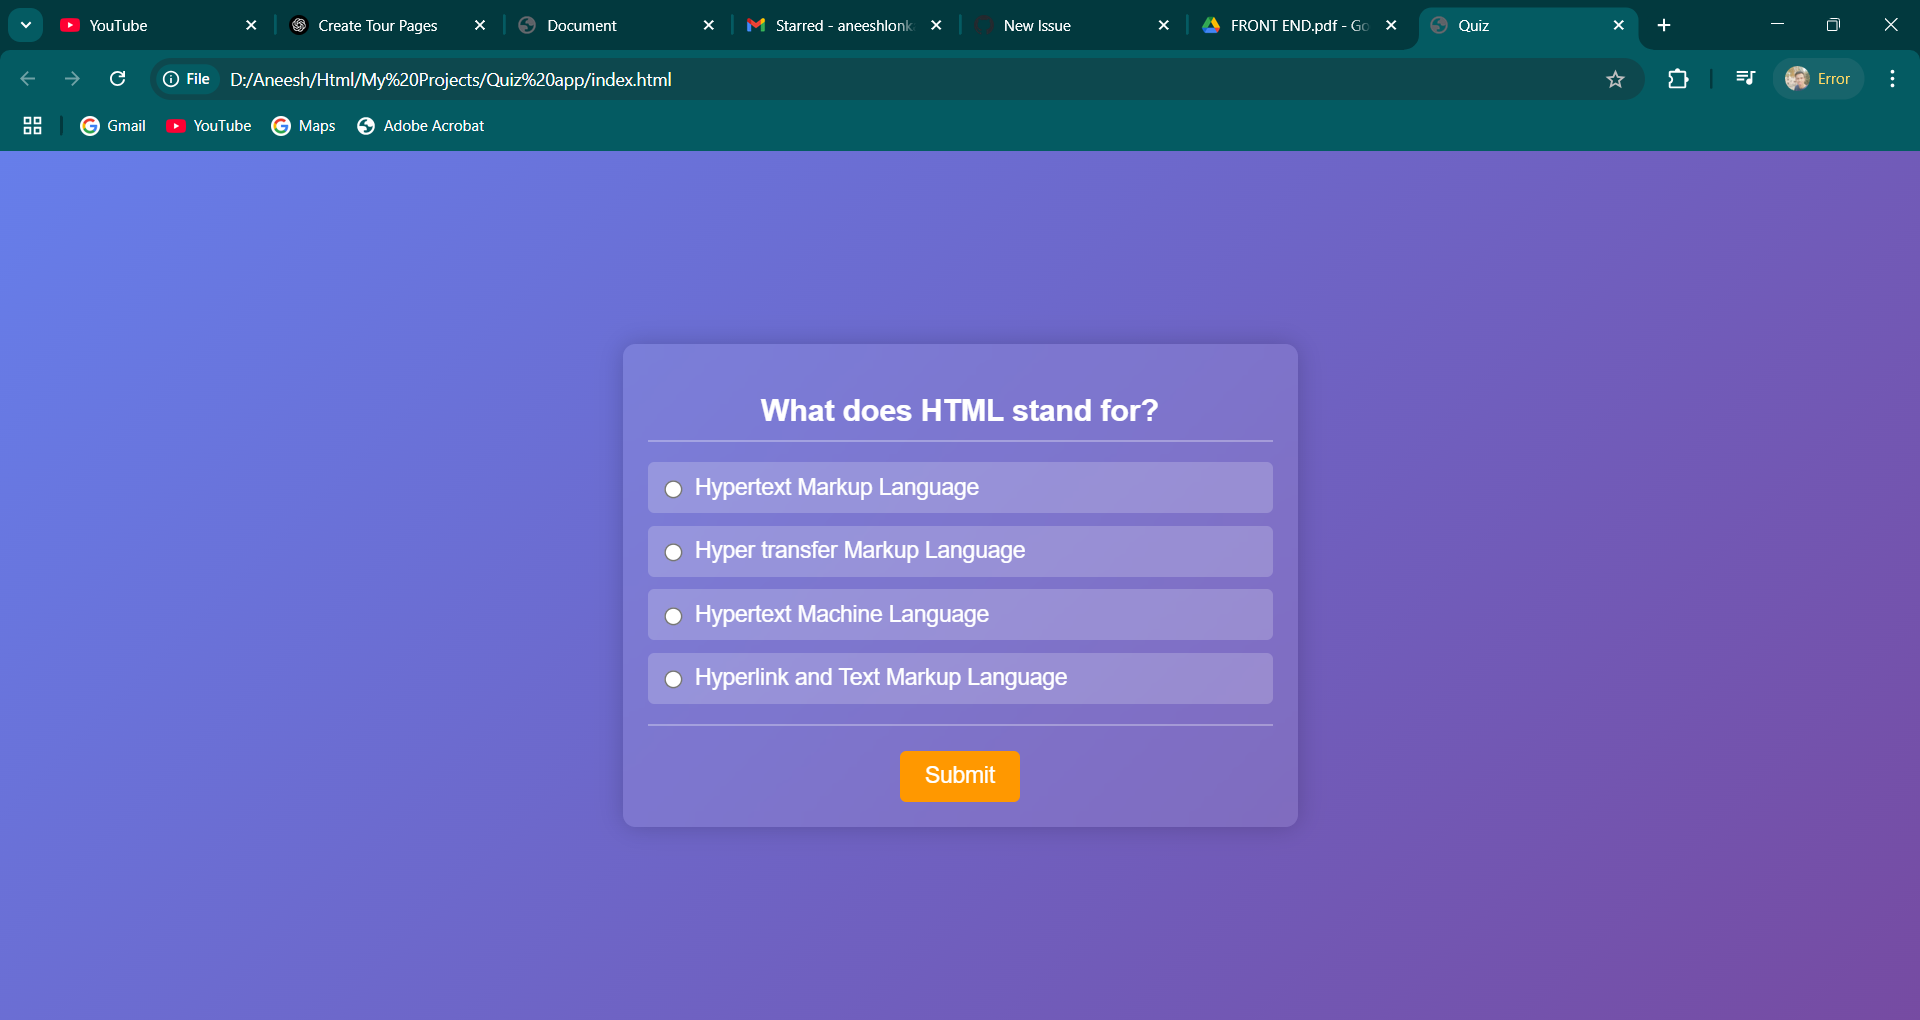 YouTube
Create Tour Pages
Document
Starred - aneeshlonk
New Issue
FRONT END.pdf - Go
Quiz
File
D:/Aneesh/Html/My%20Projects/Quiz%20app/index.html
Error
Gmail
YouTube
Maps
Adobe Acrobat
What does HTML stand for?
Hypertext Markup Language
Hyper transfer Markup Language
Hypertext Machine Language
Hyperlink and Text Markup Language
Submit